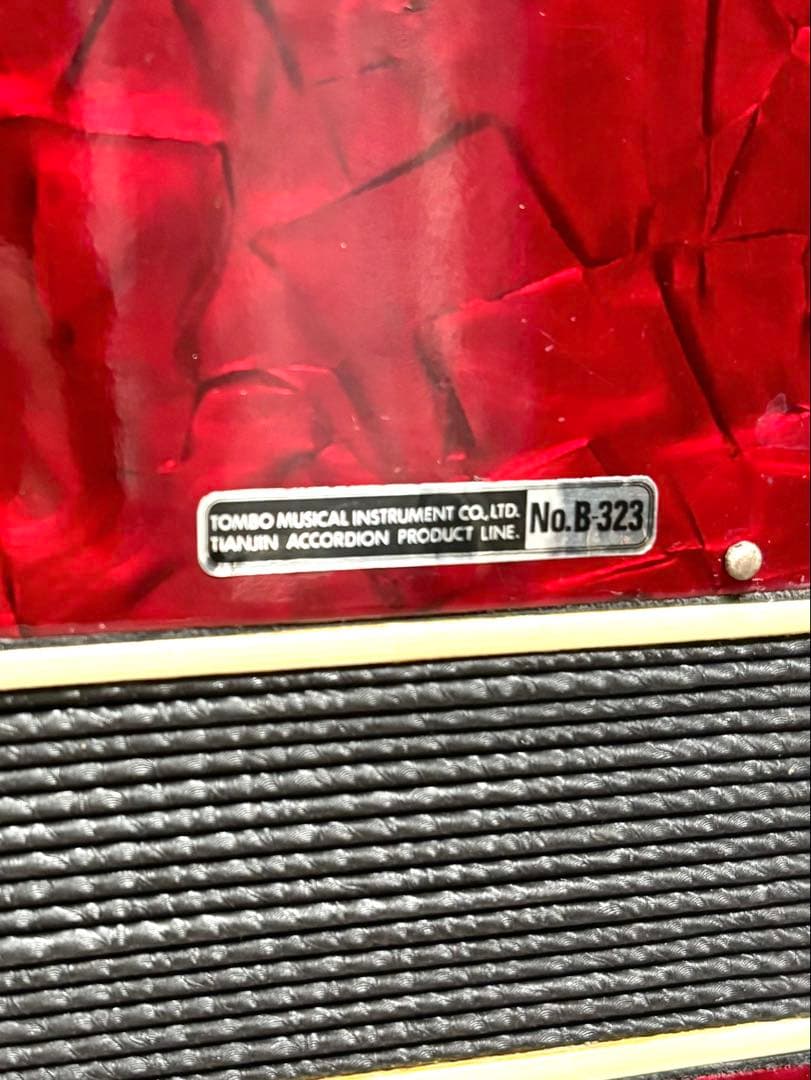 TOMBO MUSICAL INSTRUMENT CO., LTD.
TIANJIN ACCORDION PRODUCT LINE.
No.B-323